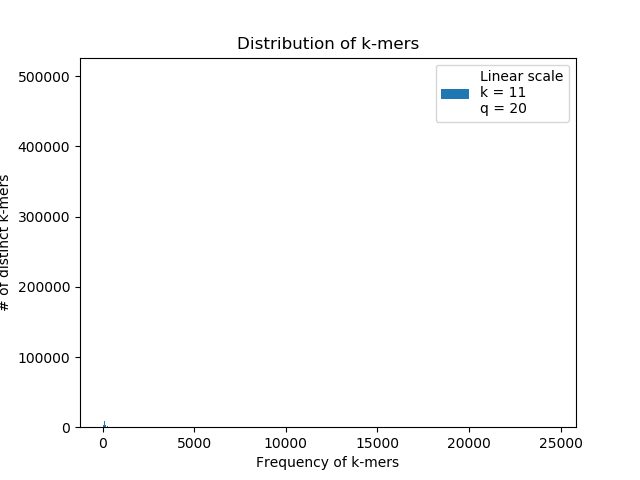 Distribution of k-mers
Linear scale
k = 11
q = 20
500000
400000
300000
200000
100000
0
# of distinct k-mers
0 5000 10000 15000 20000 25000
Frequency of k-mers